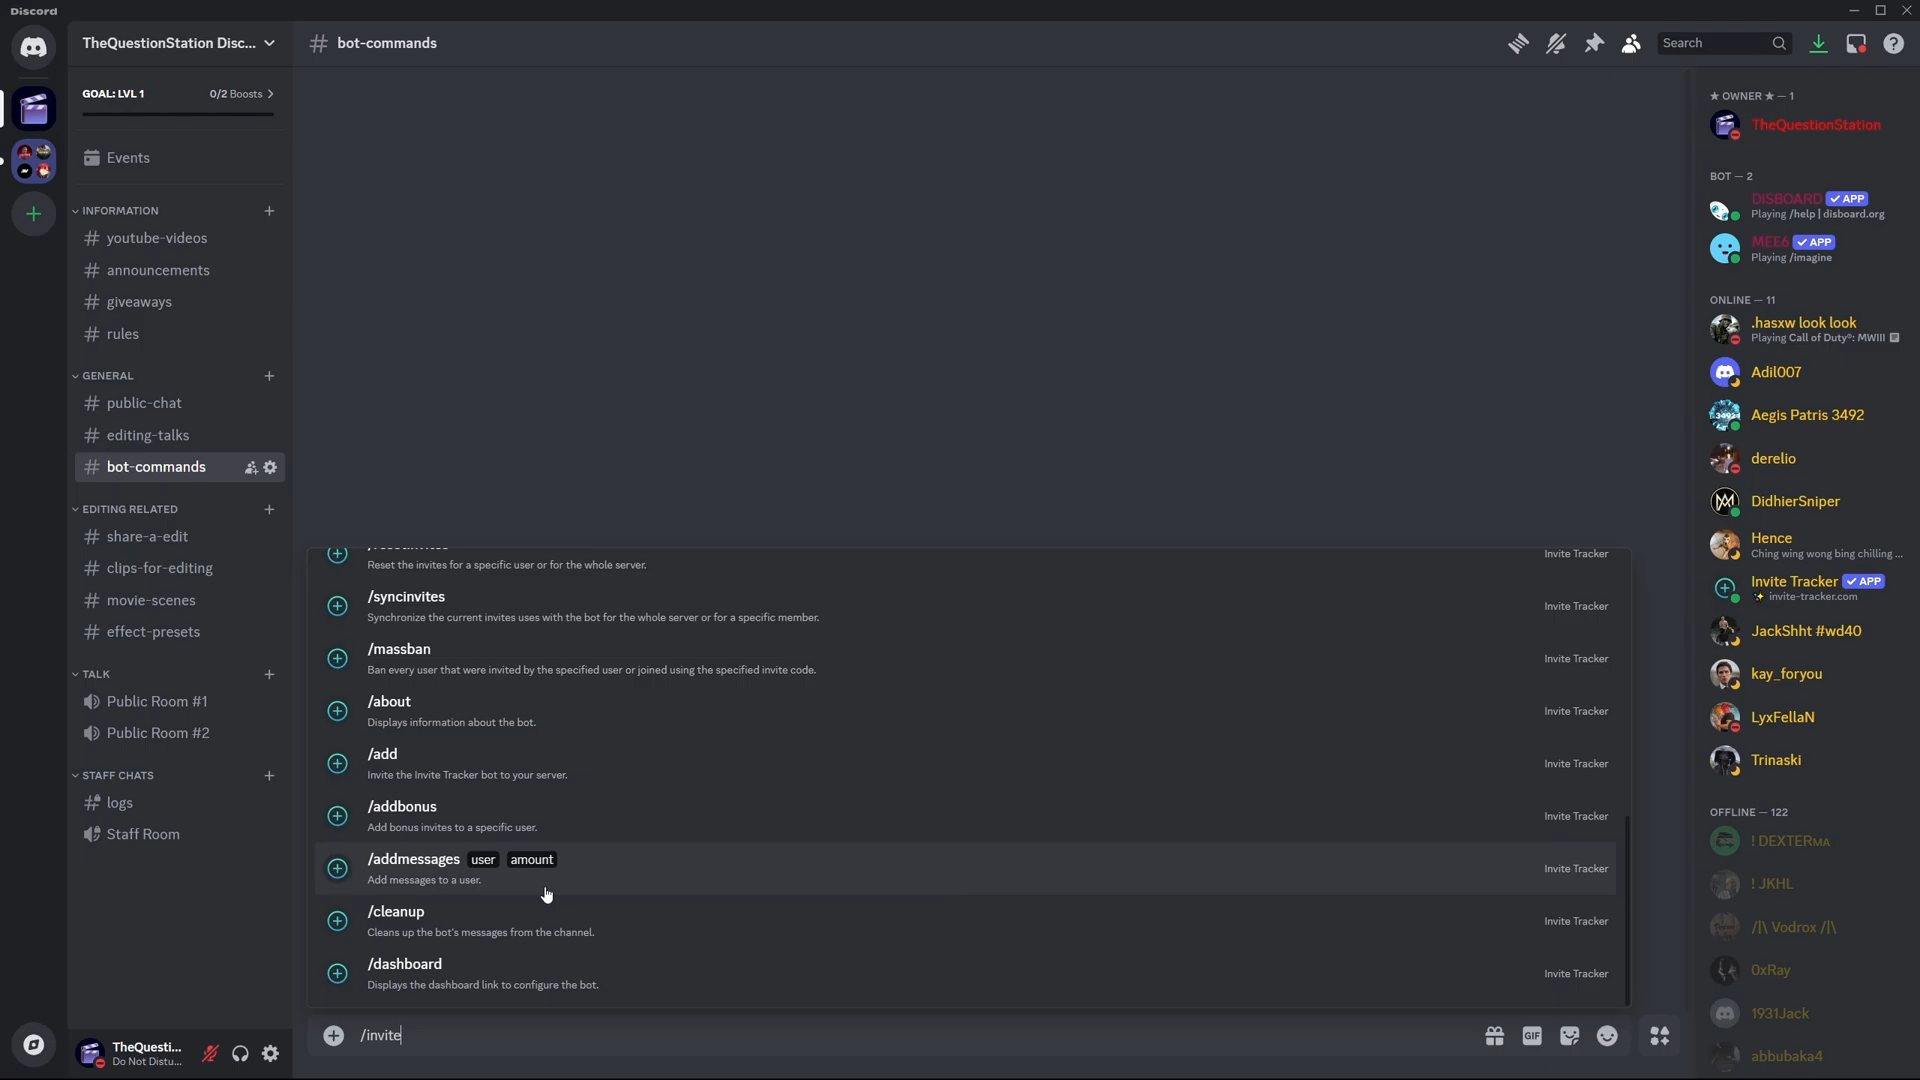 Discord
TheQuestionStation Disc...
bot-commands
Search
GOAL: LVL 1
0/2 Boosts
Events
INFORMATION
youtube-videos
announcements
giveaways
rules
GENERAL
public-chat
editing-talks
bot-commands
EDITING RELATED
share-a-edit
clips-for-editing
movie-scenes
effect-presets
TALK
Public Room #1
Public Room #2
STAFF CHATS
logs
Staff Room
TheQuesti...
Do Not Distu...
Invite Tracker
Reset the invites for a specific user or for the whole server.
/syncinvites
Synchronize the current invites uses with the bot for the whole server or for a specific member.
Invite Tracker
/massban
Ban every user that were invited by the specified user or joined using the specified invite code.
Invite Tracker
/about
Displays information about the bot.
Invite Tracker
/add
Invite the Invite Tracker bot to your server.
Invite Tracker
/addbonus
Add bonus invites to a specific user.
Invite Tracker
/addmessages user amount
Add messages to a user.
Invite Tracker
/cleanup
Cleans up the bot's messages from the channel.
Invite Tracker
/dashboard
Displays the dashboard link to configure the bot.
Invite Tracker
/invite
GIF
★ OWNER ★ — 1
TheQuestionStation
BOT — 2
DISBOARD ✓ APP
Playing /help | disboard.org
MEE6 ✓ APP
Playing /imagine
ONLINE — 11
.hasxw look look
Playing Call of Duty®: MWIII
Adil007
Aegis Patris 3492
derelio
DidhierSniper
Hence
Ching wing wong bing chilling ...
Invite Tracker ✓ APP
✨ invite-tracker.com
JackShht #wd40
kay_foryou
LyxFellaN
Trinaski
OFFLINE — 122
! DEXTERMA
! JKHL
/|\ Vodrox /|\
0xRay
1931Jack
abbubaka4